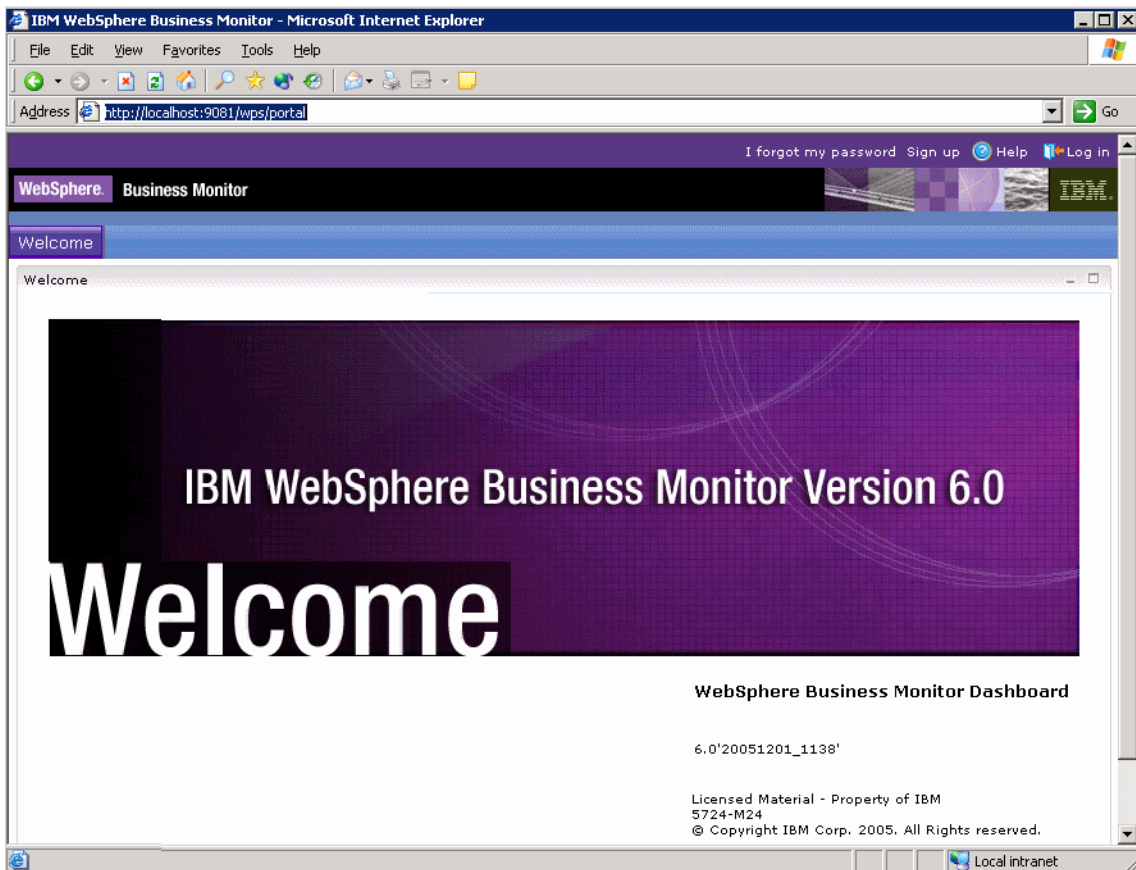 IBM WebSphere Business Monitor - Microsoft Internet Explorer
File Edit View Favorites Tools Help
Address http://localhost:9081/wps/portal Go
I forgot my password Sign up Help Log in
WebSphere. Business Monitor IBM.
Welcome
Welcome
IBM WebSphere Business Monitor Version 6.0
Welcome
WebSphere Business Monitor Dashboard
6.0'20051201_1138'
Licensed Material - Property of IBM
5724-M24
© Copyright IBM Corp. 2005. All Rights reserved.
Local intranet